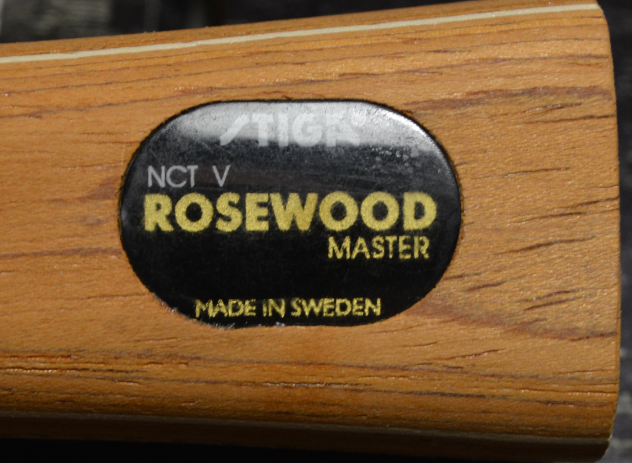 STIGA
NCT V
ROSEWOOD
MASTER
MADE IN SWEDEN